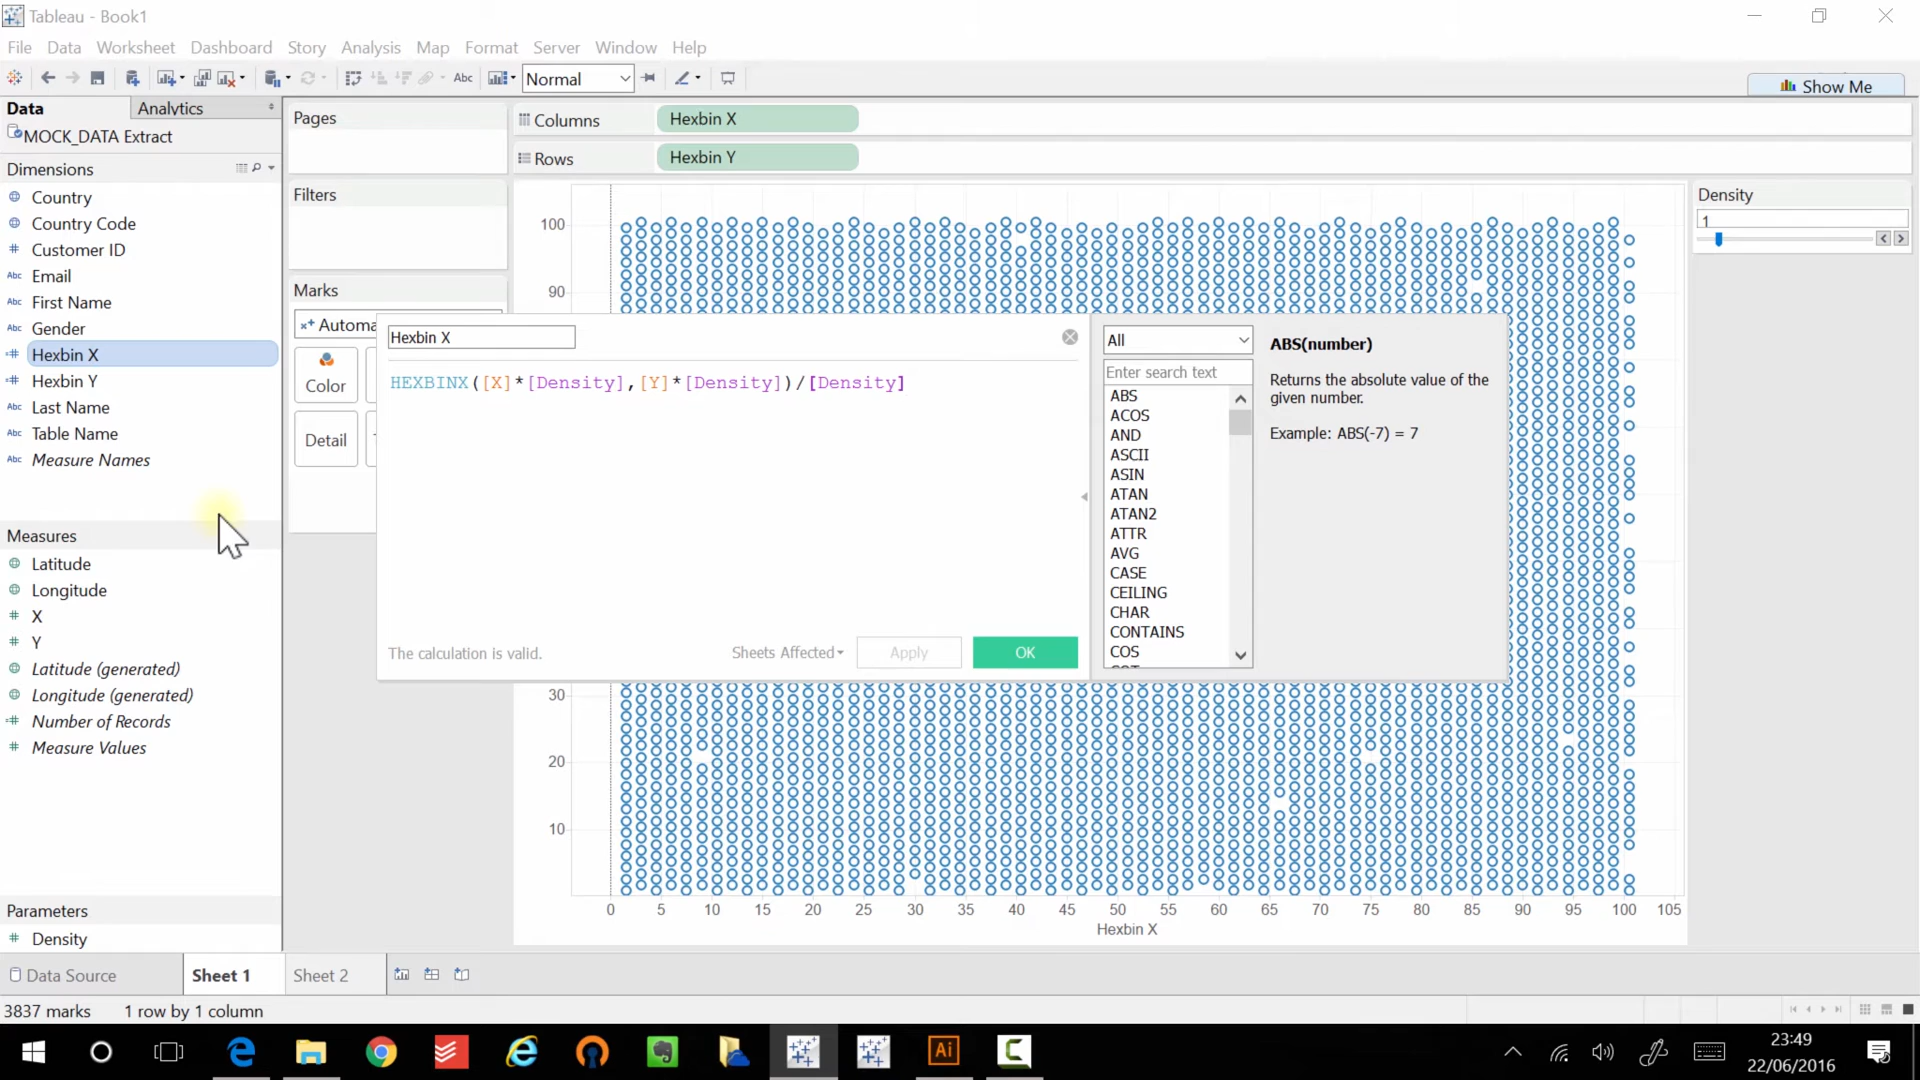 Tableau - Book1
File Data Worksheet Dashboard Story Analysis Map Format Server Window Help
Abc Normal
Show Me
Data Analytics
MOCK_DATA Extract
Dimensions
Country
Country Code
# Customer ID
Abc Email
Abc First Name
Abc Gender
Hexbin X
Hexbin Y
Abc Last Name
Abc Table Name
Abc Measure Names
Measures
Latitude
Longitude
# X
# Y
Latitude (generated)
Longitude (generated)
Number of Records
# Measure Values
Parameters
# Density
Pages
Filters
Marks
Automa
Color
Detail
Columns Hexbin X
Rows Hexbin Y
Density
1
100
90
Hexbin X
HEXBINX([X]*[Density],[Y]*[Density])/[Density]
The calculation is valid.
Sheets Affected
Apply
OK
All
Enter search text
ABS
ACOS
AND
ASCII
ASIN
ATAN
ATAN2
ATTR
AVG
CASE
CEILING
CHAR
CONTAINS
COS
ABS(number)
Returns the absolute value of the
given number.
Example: ABS(-7) = 7
30
20
10
0 5 10 15 20 25 30 35 40 45 50 55 60 65 70 75 80 85 90 95 100 105
Hexbin X
Data Source Sheet 1 Sheet 2
3837 marks 1 row by 1 column
Ai
23:49
22/06/2016